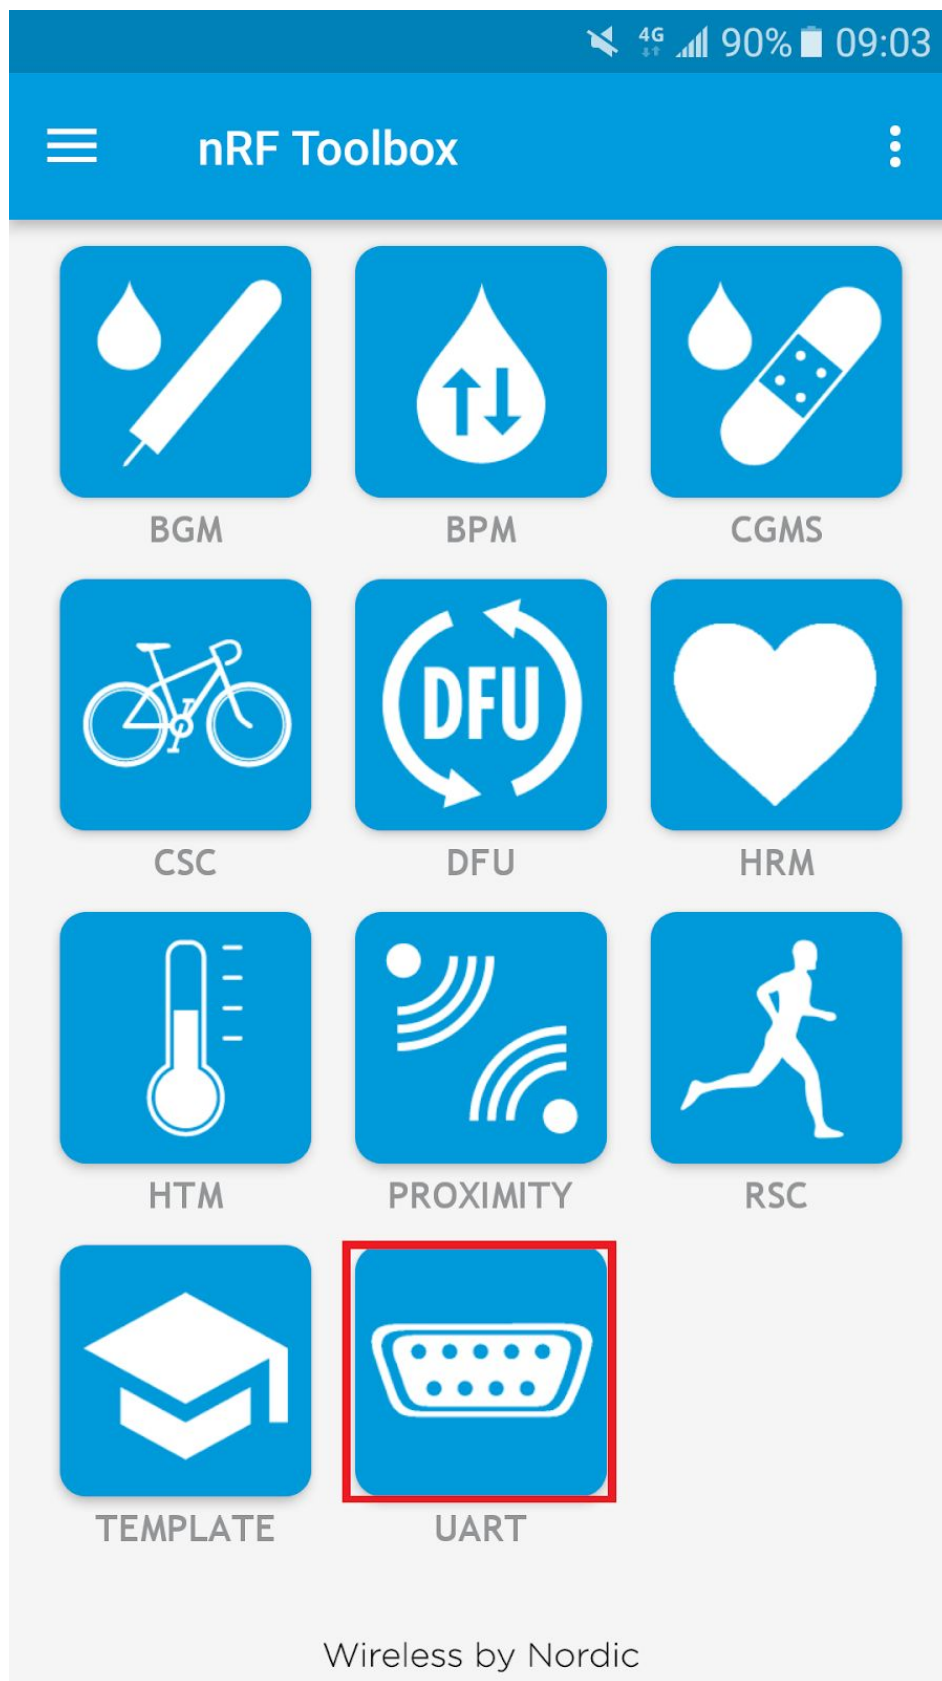 4G 90% 09:03
nRF Toolbox
BGM BPM CGMS
DFU
CSC DFU HRM
HTM PROXIMITY RSC
TEMPLATE UART
Wireless by Nordic